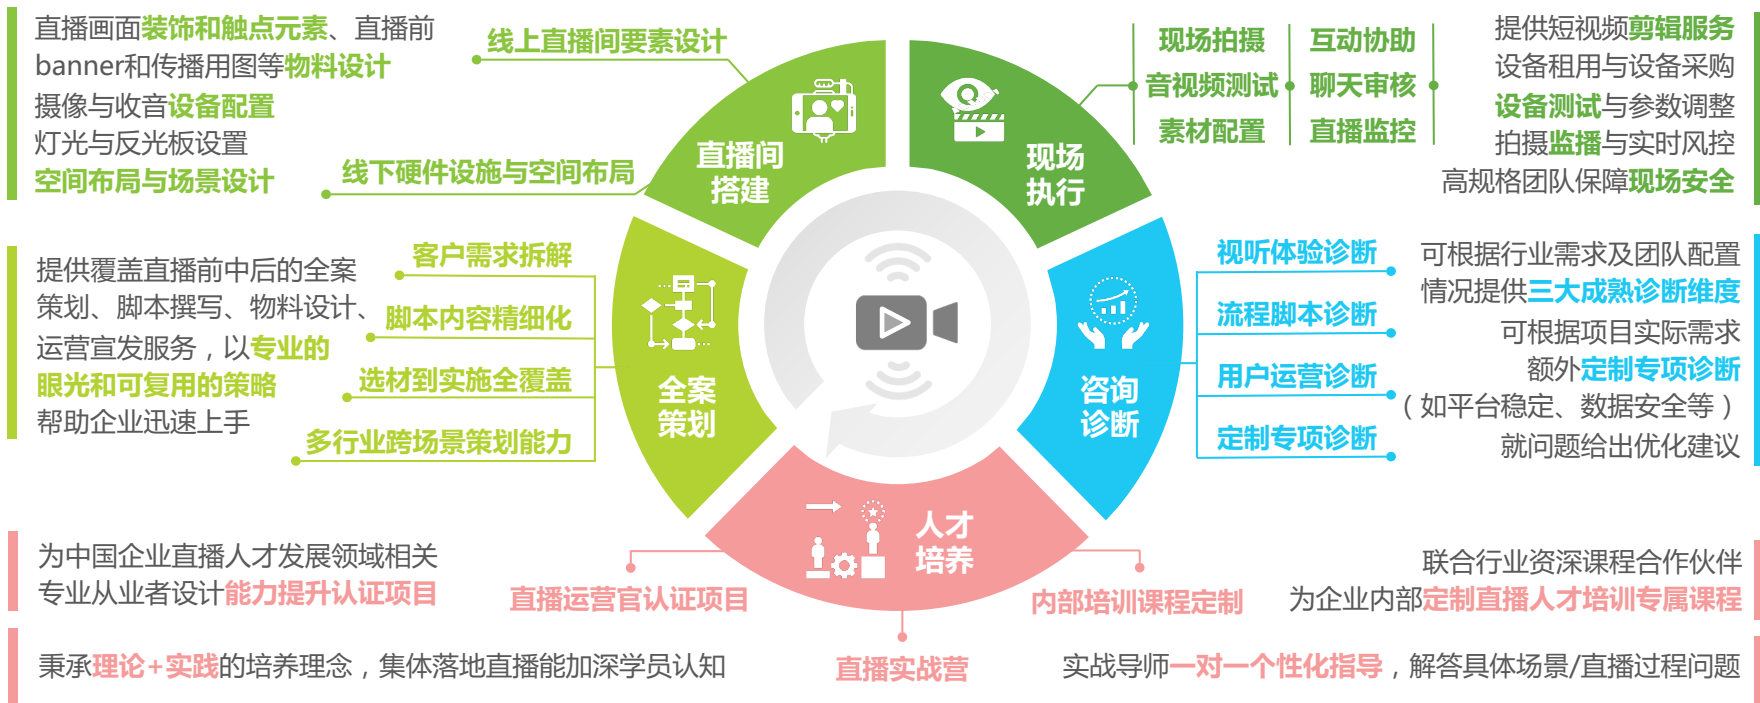 直播画面装饰和触点元素、直播前
banner和传播用图等物料设计
摄像与收音设备配置
灯光与反光板设置
空间布局与场景设计
线上直播间要素设计
线下硬件设施与空间布局
直播间
搭建
现场
执行
现场拍摄
音视频测试
素材配置
互动协助
聊天审核
直播监控
提供短视频剪辑服务
设备租用与设备采购
设备测试与参数调整
拍摄监播与实时风控
高规格团队保障现场安全
提供覆盖直播前中后的全案
策划、脚本撰写、物料设计、
运营宣发服务，以专业的
眼光和可复用的策略
帮助企业迅速上手
客户需求拆解
脚本内容精细化
选材到实施全覆盖
多行业跨场景策划能力
全案
策划
咨询
诊断
视听体验诊断
流程脚本诊断
用户运营诊断
定制专项诊断
可根据行业需求及团队配置
情况提供三大成熟诊断维度
可根据项目实际需求
额外定制专项诊断
（如平台稳定、数据安全等）
就问题给出优化建议
人才
培养
为中国企业直播人才发展领域相关
专业从业者设计能力提升认证项目
直播运营官认证项目
内部培训课程定制
联合行业资深课程合作伙伴
为企业内部定制直播人才培训专属课程
秉承理论+实践的培养理念，集体落地直播能加深学员认知
直播实战营
实战导师一对一个性化指导，解答具体场景/直播过程问题